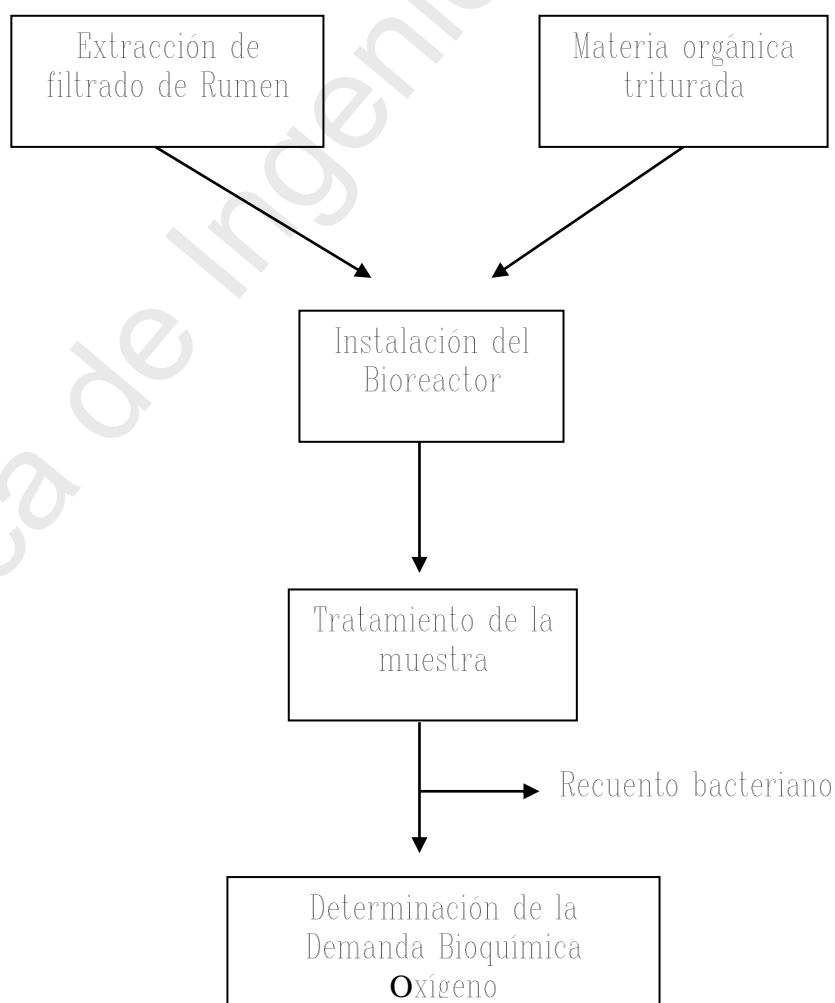 Extracción de
filtrado de Rumen
Materia orgánica
triturada
Instalación del
Bioreactor
Tratamiento de la
muestra
Recuento bacteriano
Determinación de la
Demanda Bioquímica
Oxígeno